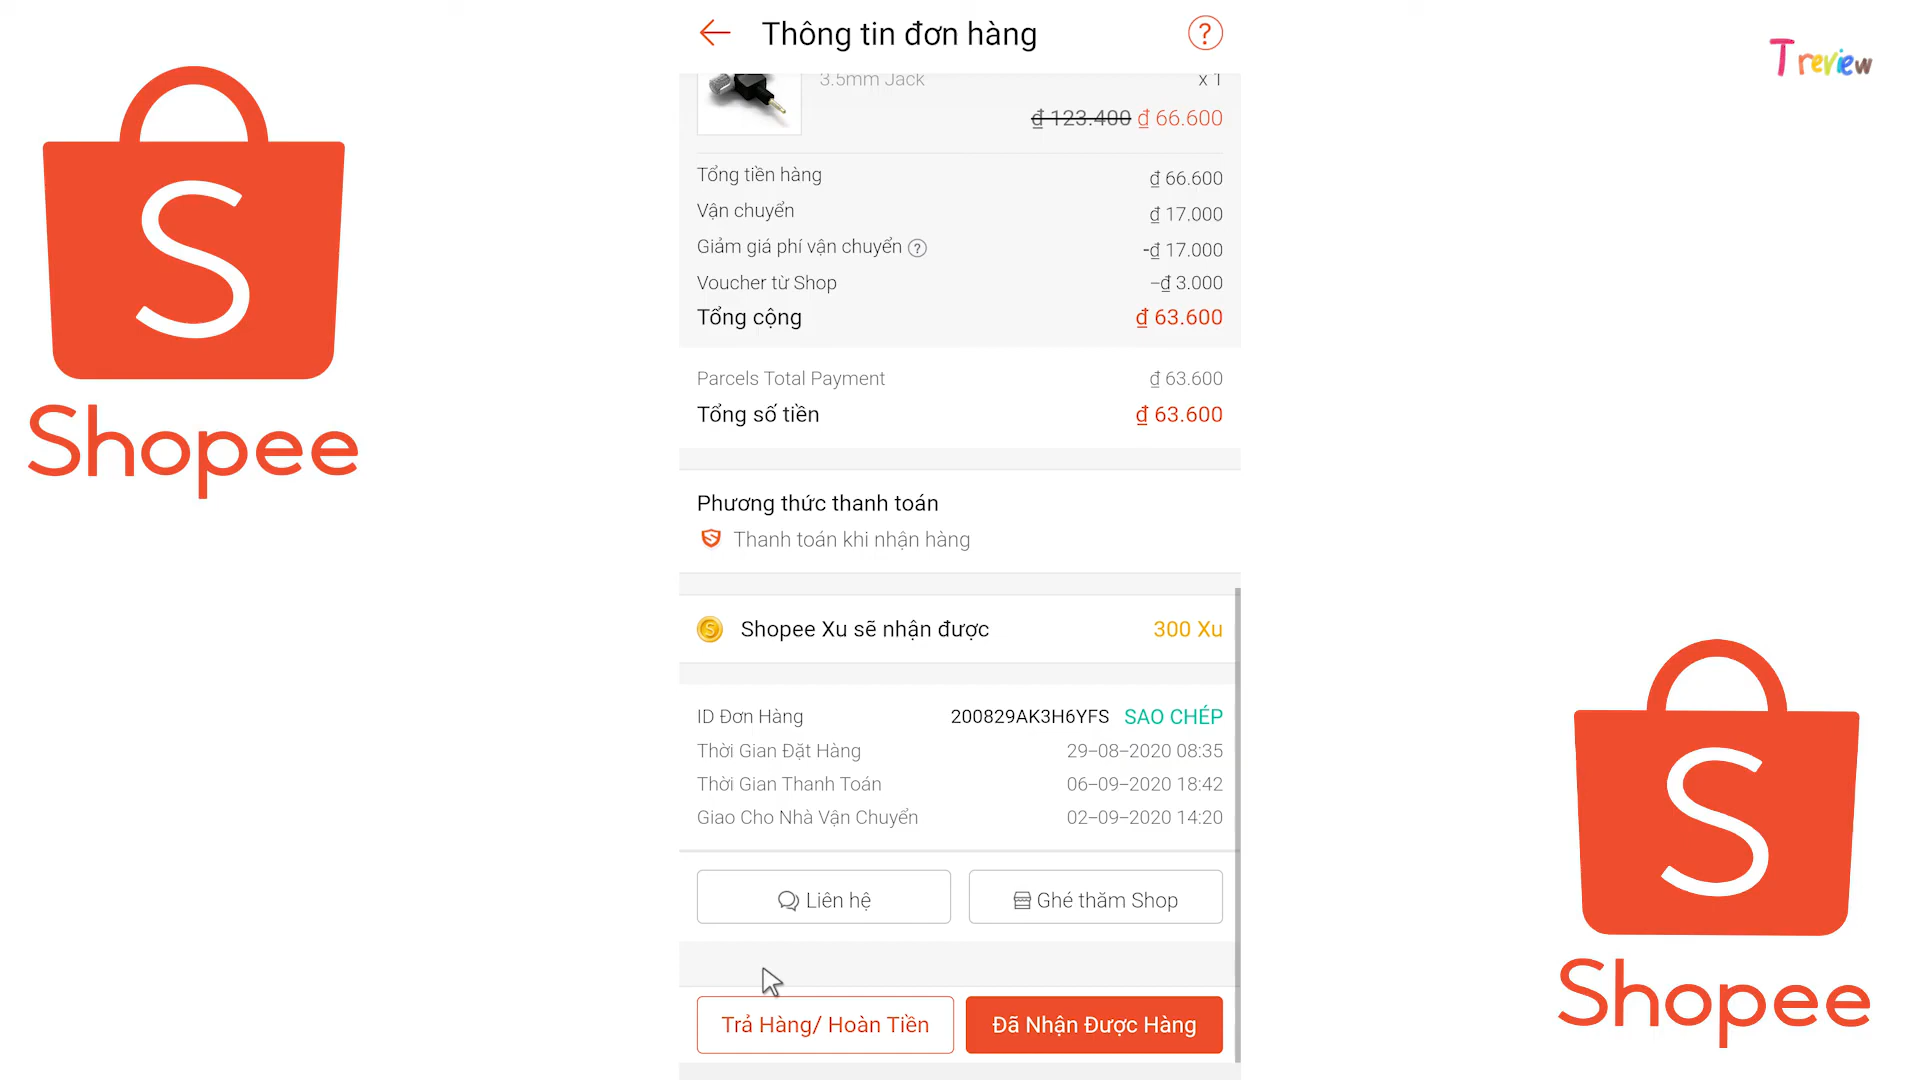 Thông tin đơn hàng
?
T review
3.5mm Jack
x 1
₫ 123.400 ₫ 66.600
Tổng tiền hàng
₫ 66.600
Vận chuyển
₫ 17.000
Giảm giá phí vận chuyển ?
-₫ 17.000
Voucher từ Shop
-₫ 3.000
Tổng cộng
₫ 63.600
Parcels Total Payment
₫ 63.600
Tổng số tiền
₫ 63.600
Phương thức thanh toán
Thanh toán khi nhận hàng
Shopee Xu sẽ nhận được
300 Xu
ID Đơn Hàng
200829AK3H6YFS SAO CHÉP
Thời Gian Đặt Hàng
29-08-2020 08:35
Thời Gian Thanh Toán
06-09-2020 18:42
Giao Cho Nhà Vận Chuyển
02-09-2020 14:20
Liên hệ
Ghé thăm Shop
Trả Hàng/ Hoàn Tiền
Đã Nhận Được Hàng
S
Shopee
S
Shopee